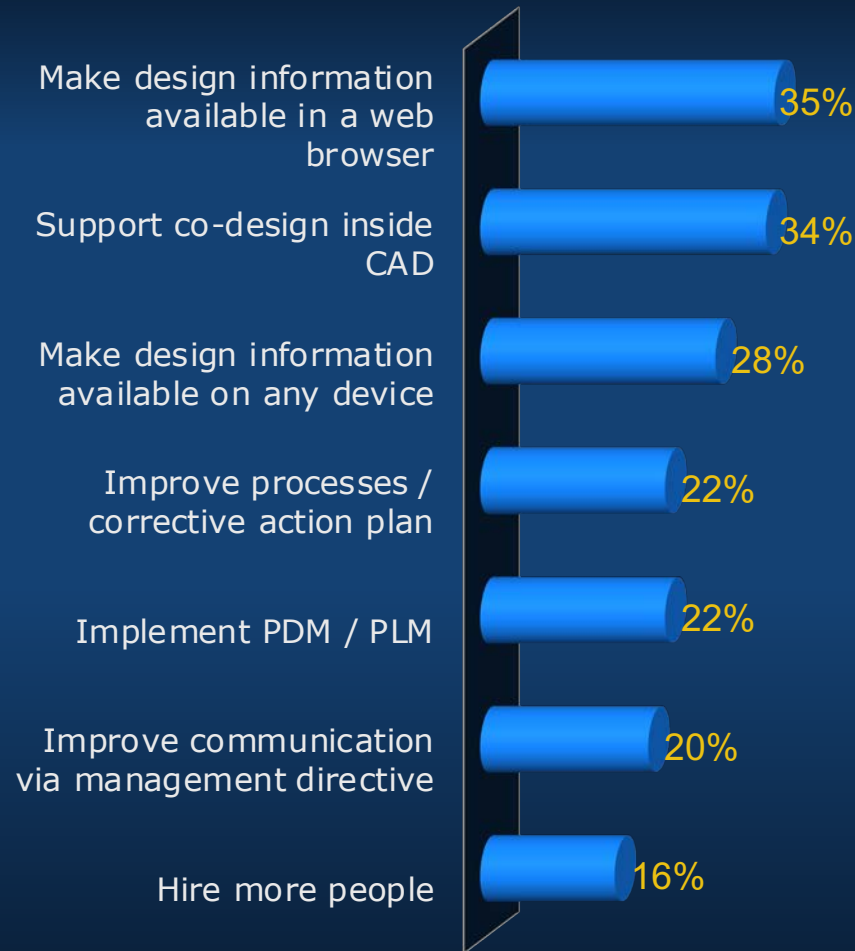 Make design information
available in a web
browser
35%
Support co-design inside
CAD
34%
Make design information
available on any device
28%
Improve processes /
corrective action plan
22%
Implement PDM / PLM
22%
Improve communication
via management directive
20%
Hire more people
16%